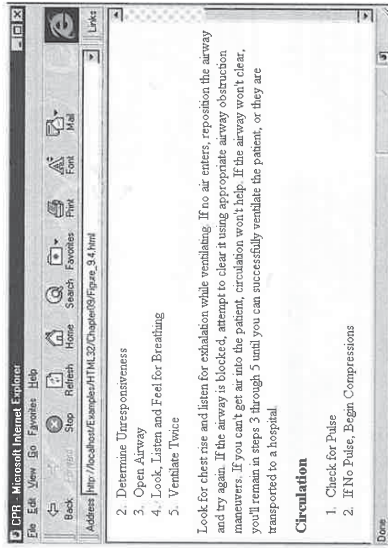 CPR - Microsoft Internet Explorer
File Edit View Go Favorites Help
Back Stop Refresh Home Search Favorites Print Font Mail
Address http://localhost/Examples/HTML32/Chapter09/Figure_9.4.html Links
2. Determine Unresponsiveness
3. Open Airway
4. Look, Listen and Feel for Breathing
5. Ventilate Twice
Look for chest rise and listen for exhalation while ventilating. If no air enters, reposition the airway
and try again. If the airway is blocked, attempt to clear it using appropriate airway obstruction
maneuvers. If you can't get air into the patient, circulation won't help. If the airway won't clear,
you'll remain in steps 3 through 5 until you can successfully ventilate the patient, or they are
transported to a hospital.
Circulation
1. Check for Pulse
2. If No Pulse, Begin Compressions
Done